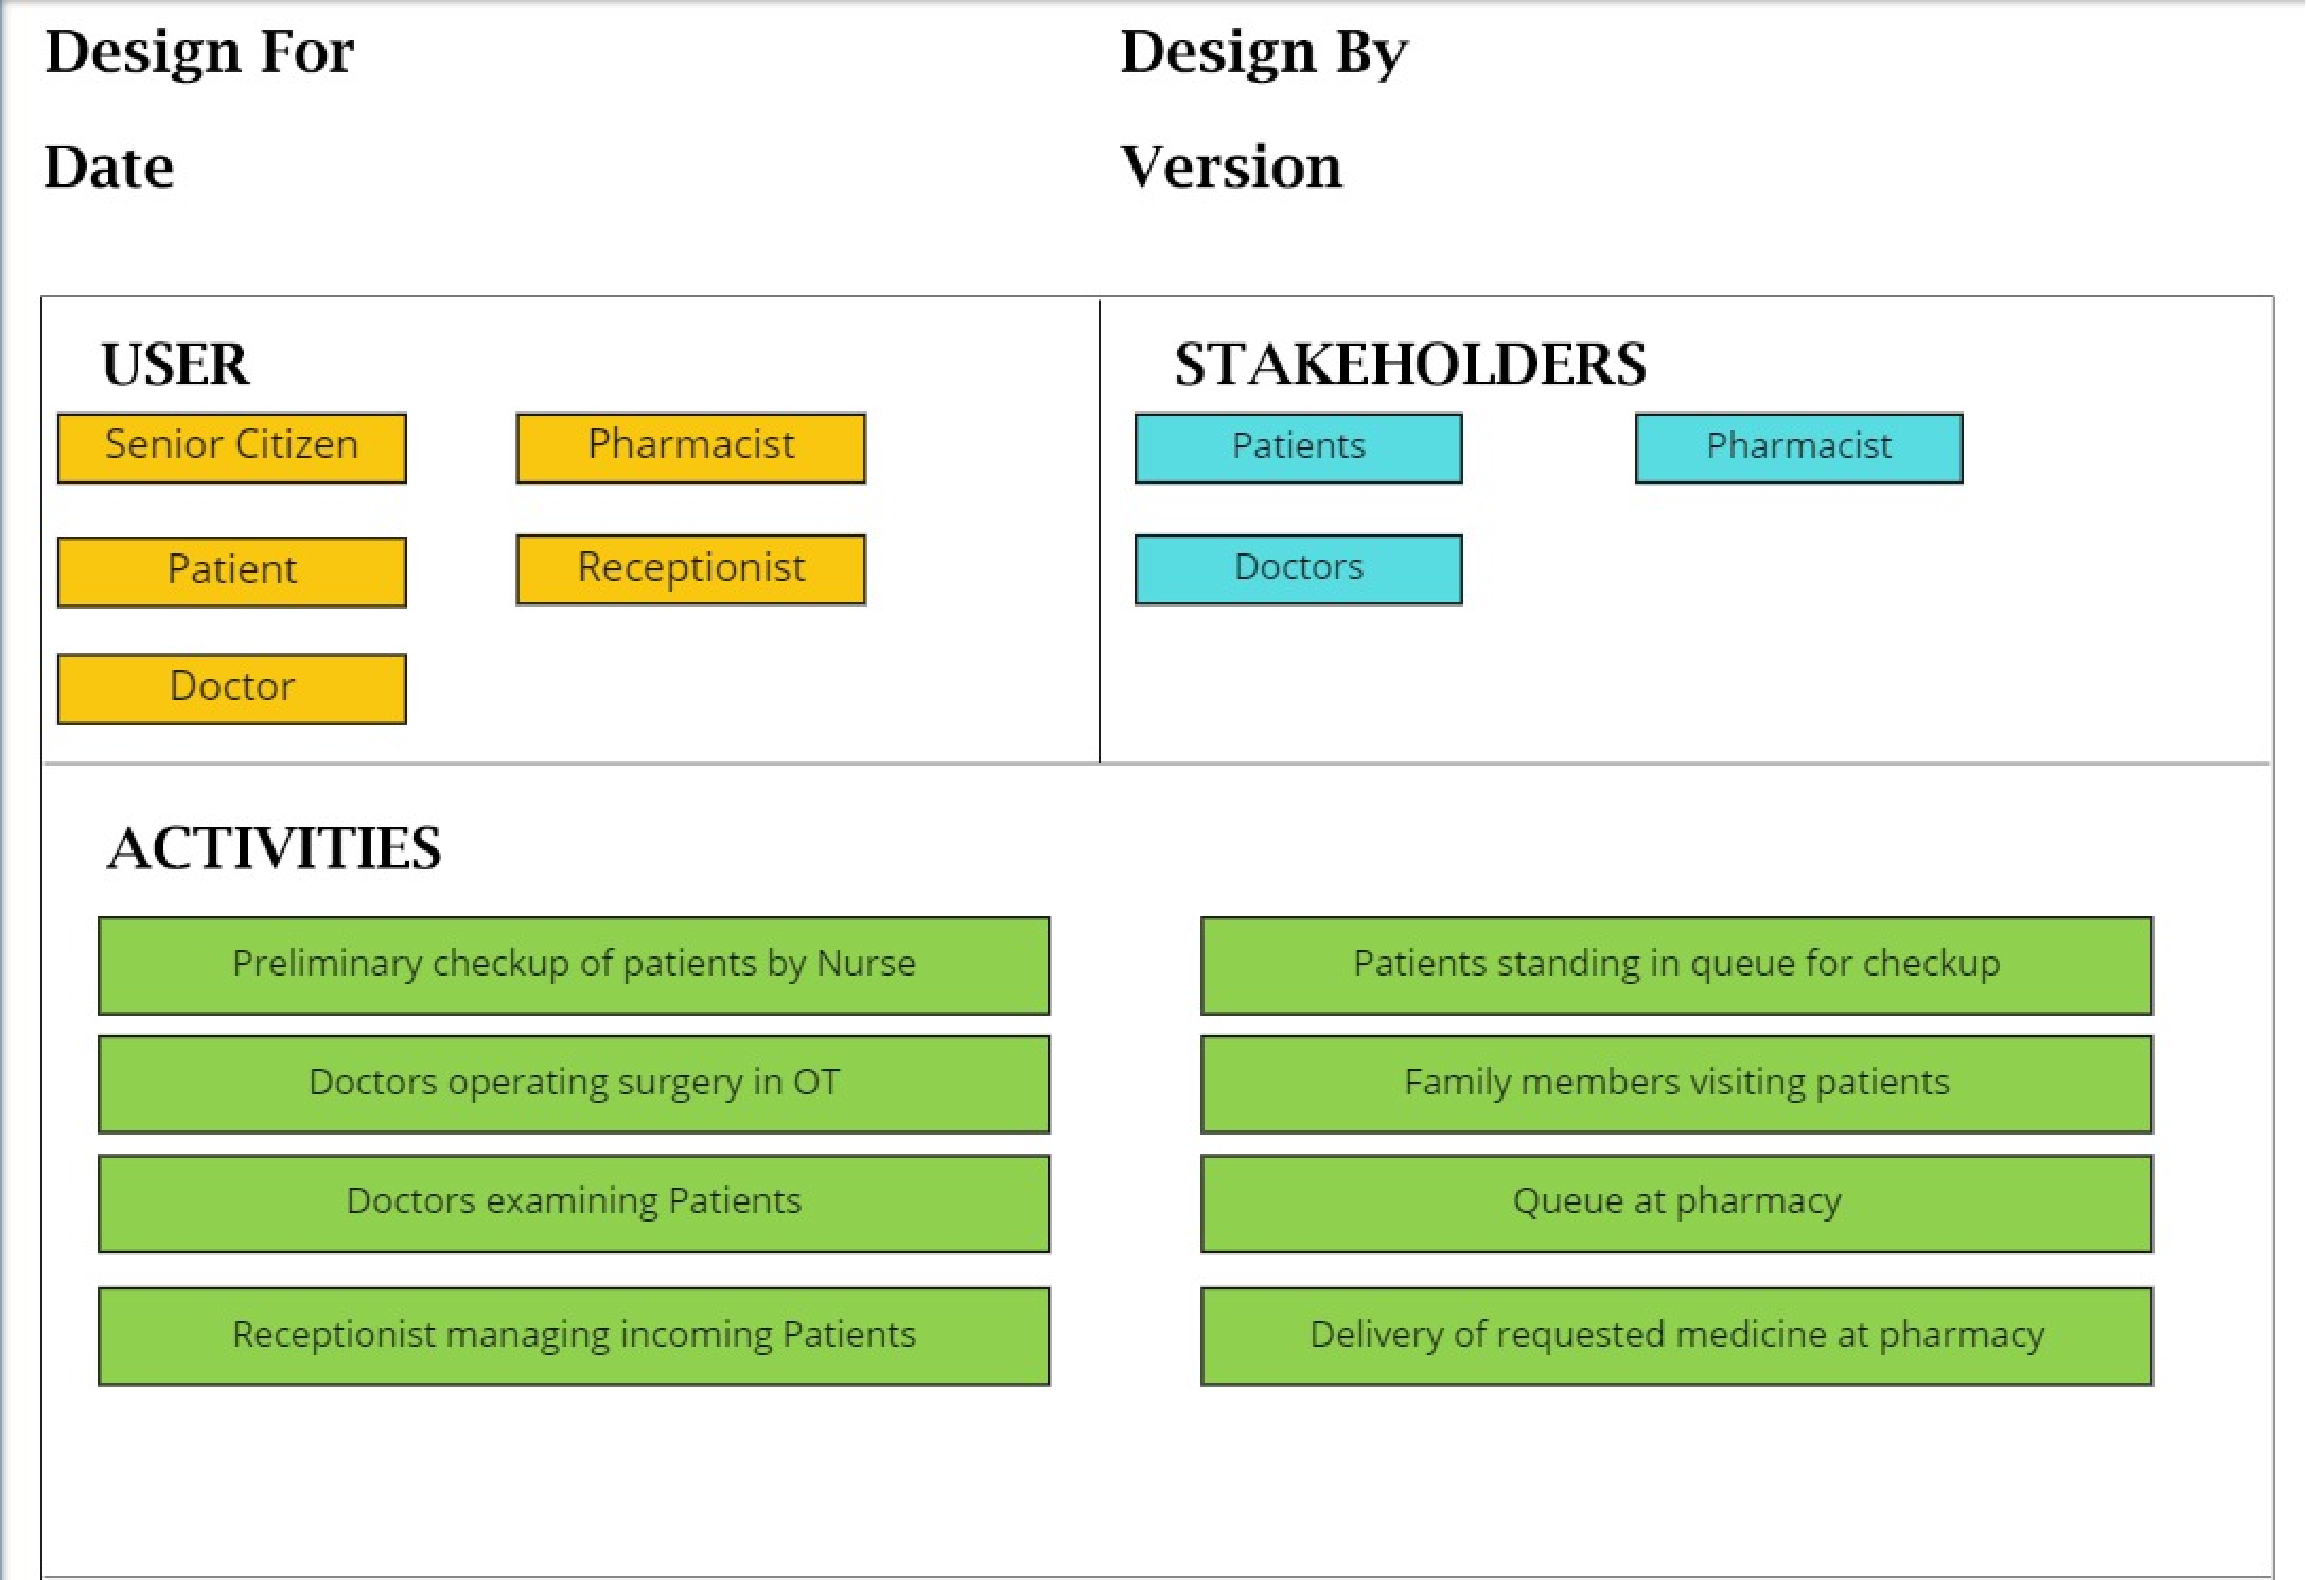 Design For
Design By
Date
Version
USER
Senior Citizen
Pharmacist
Patient
Receptionist
Doctor
STAKEHOLDERS
Patients
Pharmacist
Doctors
ACTIVITIES
Preliminary checkup of patients by Nurse
Patients standing in queue for checkup
Doctors operating surgery in OT
Family members visiting patients
Doctors examining Patients
Queue at pharmacy
Receptionist managing incoming Patients
Delivery of requested medicine at pharmacy